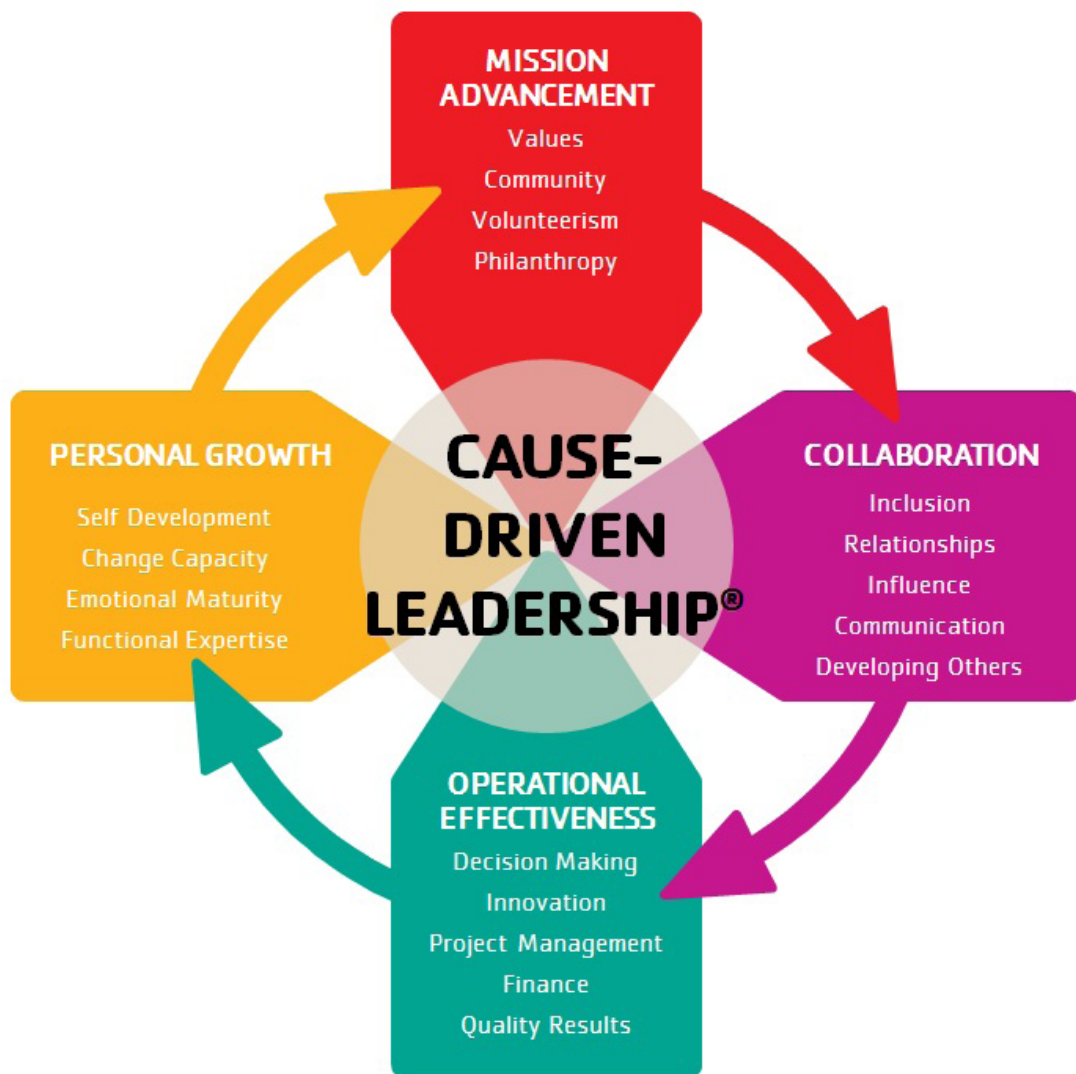 MISSION
ADVANCEMENT
Values
Community
Volunteerism
Philanthropy
PERSONAL GROWTH
Self Development
Change Capacity
Emotional Maturity
Functional Expertise
CAUSE-
DRIVEN
LEADERSHIP®
COLLABORATION
Inclusion
Relationships
Influence
Communication
Developing Others
OPERATIONAL
EFFECTIVENESS
Decision Making
Innovation
Project Management
Finance
Quality Results